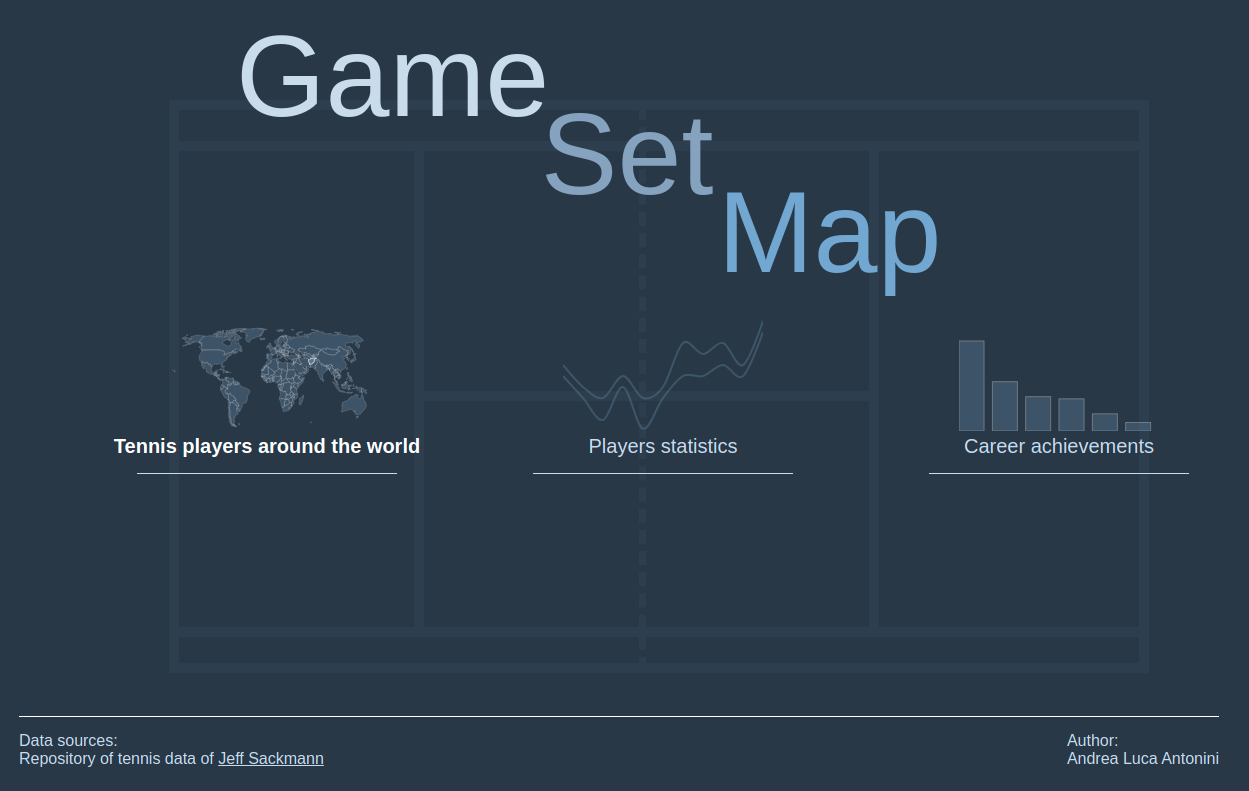 Game
Set
Map
Tennis players around the world
Players statistics
Career achievements
Data sources:
Repository of tennis data of Jeff Sackmann
Author:
Andrea Luca Antonini